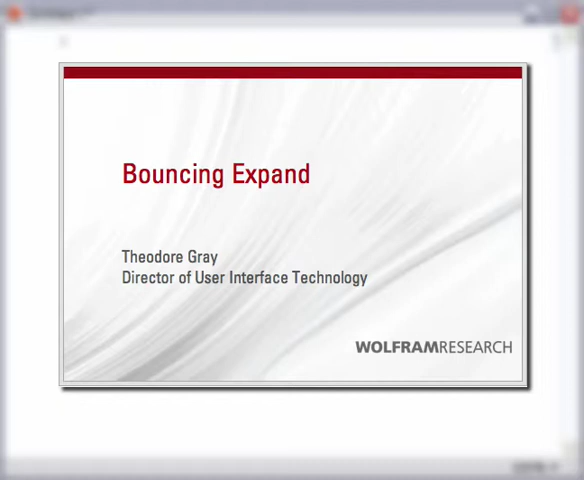 Bouncing Expand
Theodore Gray
Director of User Interface Technology
WOLFRAMRESEARCH